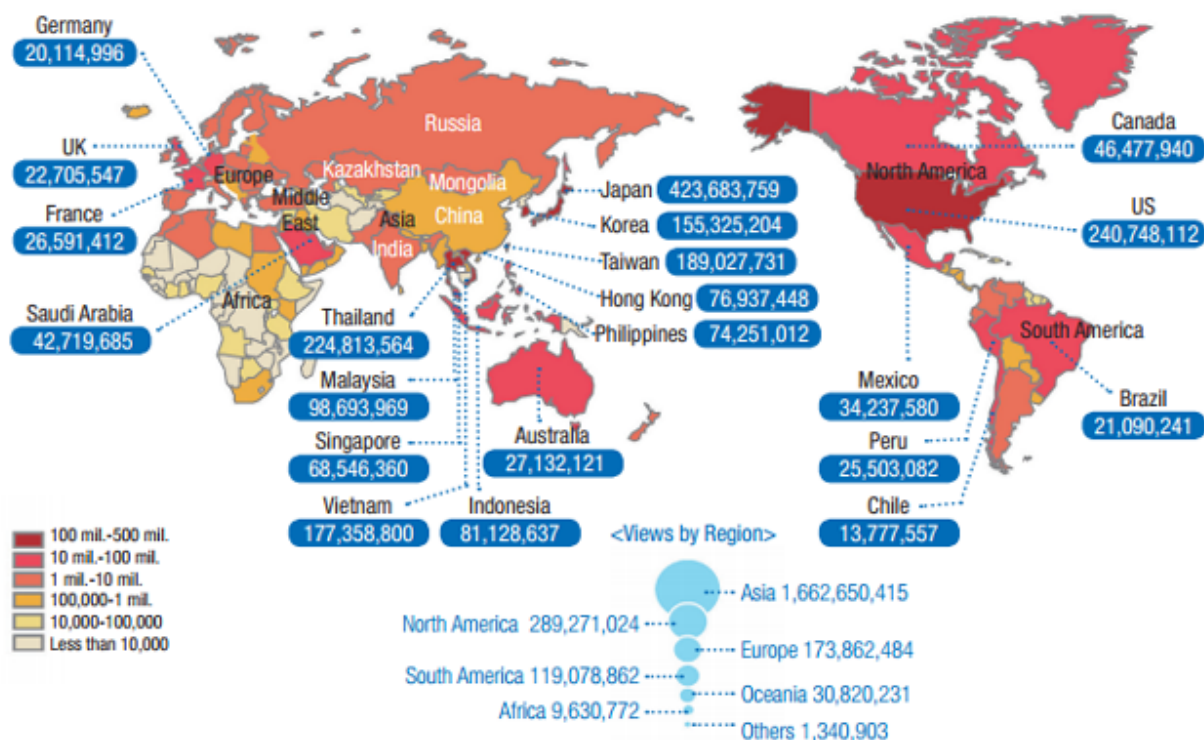 Germany
20,114,996
UK
22,705,547
France
26,591,412
Saudi Arabia
42,719,685
Europe
Middle
East
Africa
Russia
Kazakhstan
Mongolia
China
Asia
India
Japan 423,683,759
Korea 155,325,204
Taiwan 189,027,731
Hong Kong 76,937,448
Philippines 74,251,012
Thailand
224,813,564
Malaysia
98,693,969
Singapore
68,546,360
Vietnam
177,358,800
Indonesia
81,128,637
Australia
27,132,121
North America
Canada
46,477,940
US
240,748,112
South America
Mexico
34,237,580
Peru
25,503,082
Chile
13,777,557
Brazil
21,090,241
100 mil.-500 mil.
10 mil.-100 mil.
1 mil.-10 mil.
100,000-1 mil.
10,000-100,000
Less than 10,000
<Views by Region>
Asia 1,662,650,415
North America 289,271,024
Europe 173,862,484
South America 119,078,862
Oceania 30,820,231
Africa 9,630,772
Others 1,340,903